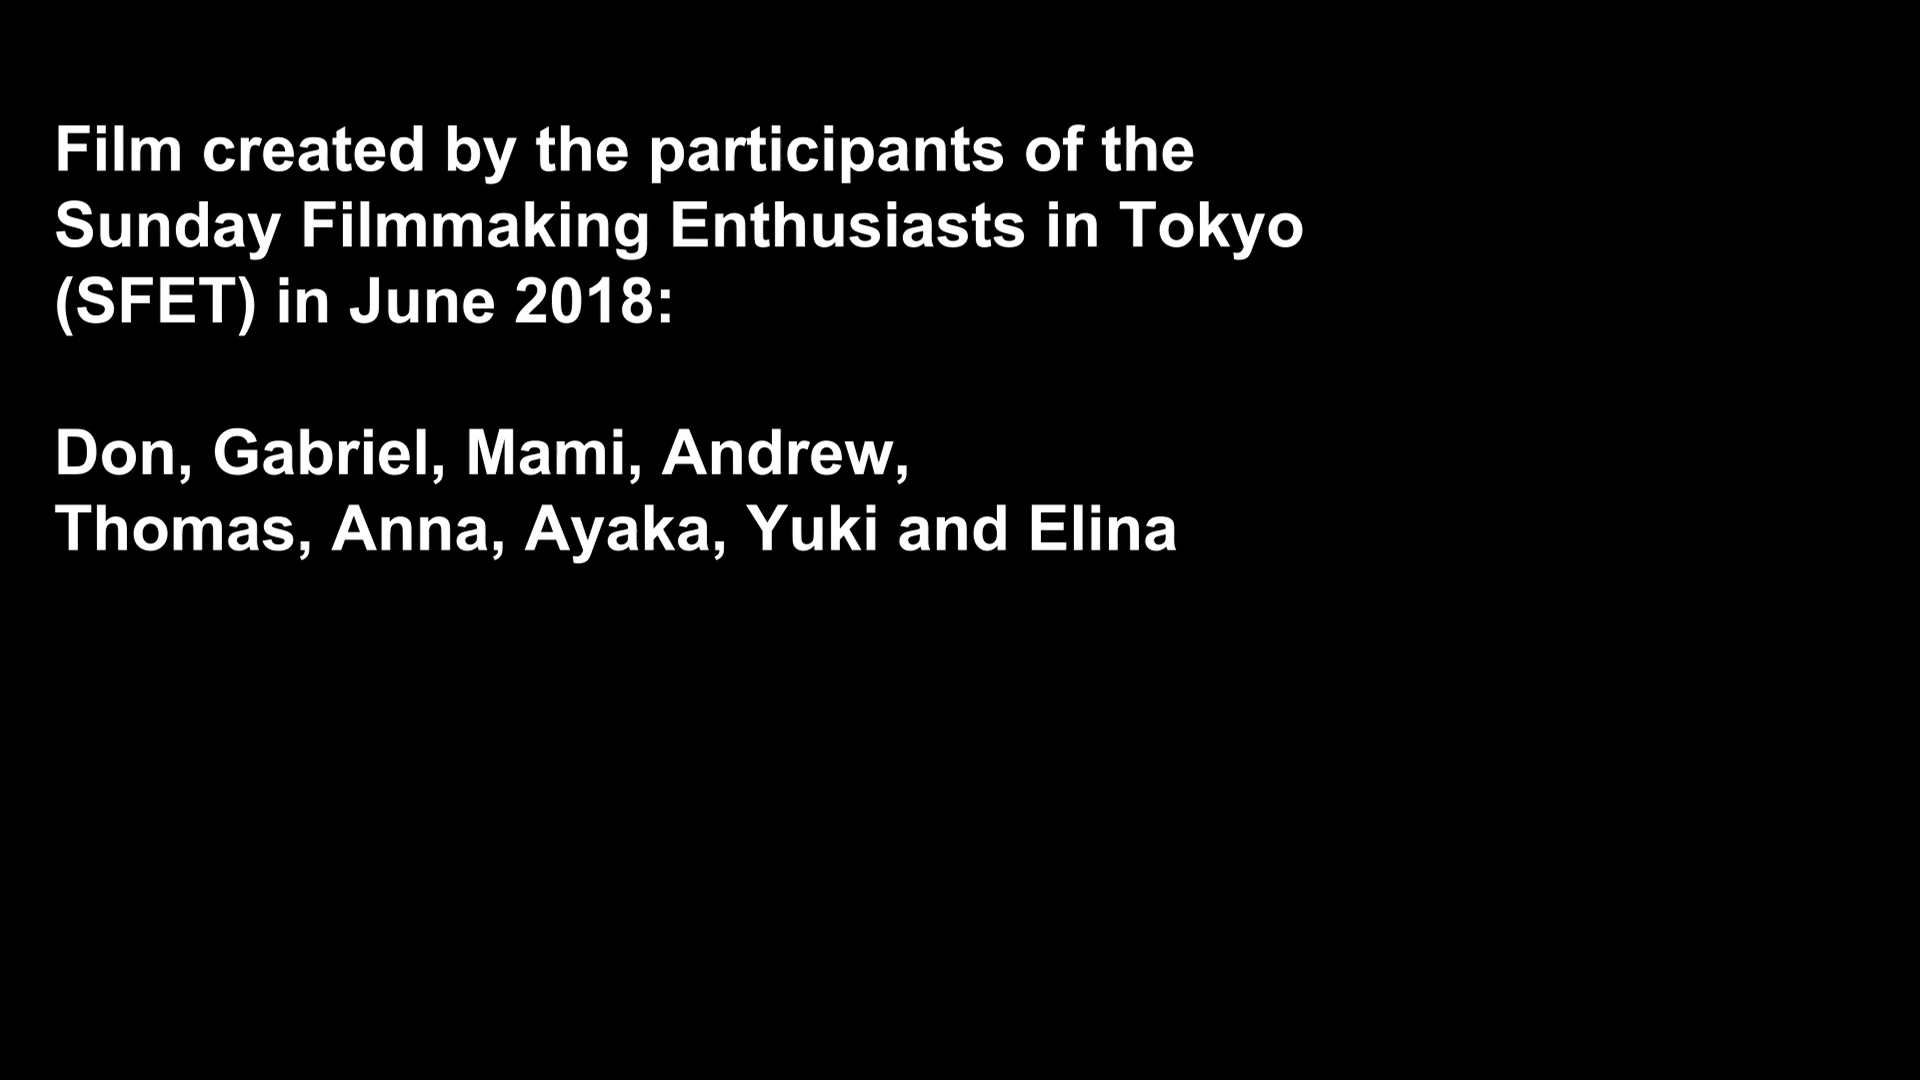 Film created by the participants of the
Sunday Filmmaking Enthusiasts in Tokyo
(SFET) in June 2018:
Don, Gabriel, Mami, Andrew,
Thomas, Anna, Ayaka, Yuki and Elina